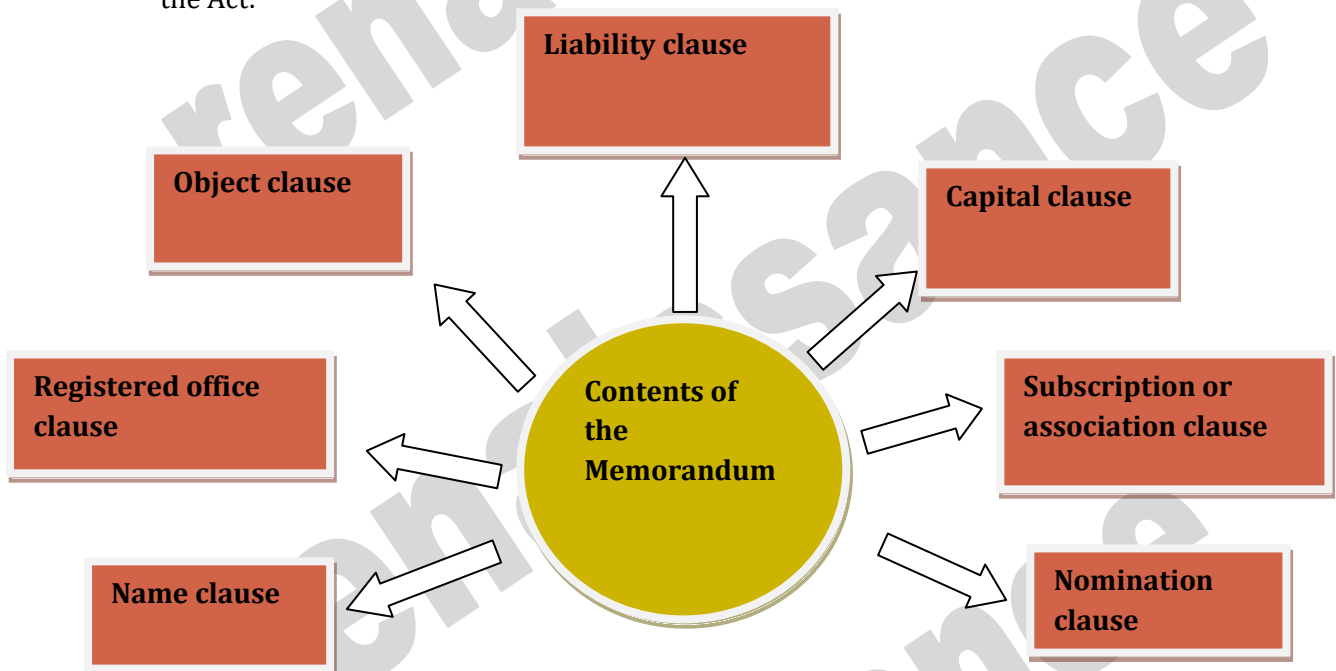 the Act.
Liability clause
Object clause
Capital clause
Registered office
clause
Contents of
the
Memorandum
Subscription or
association clause
Name clause
Nomination
clause
renaissance